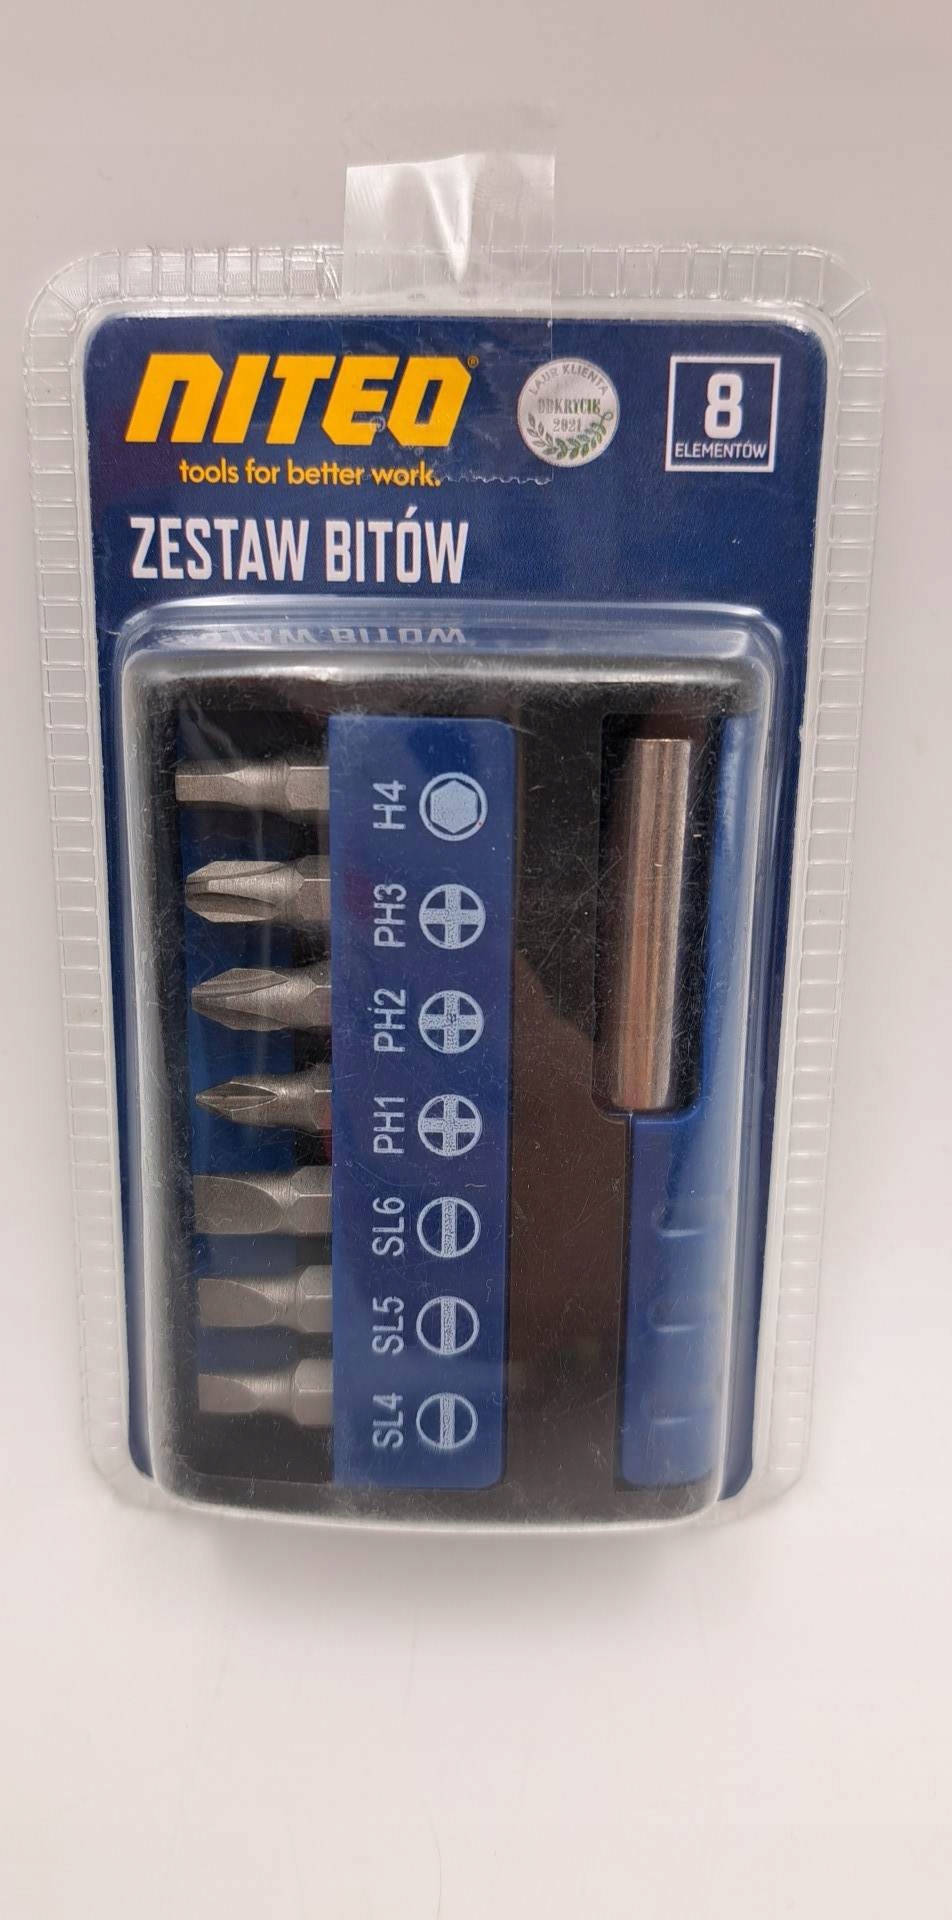 NITEO®
tools for better work.
LAUR KLIENTA
ODKRYCIE
2021
8
ELEMENTÓW
ZESTAW BITÓW
H4
PH3
PH2
PH1
SL6
SL5
SL4